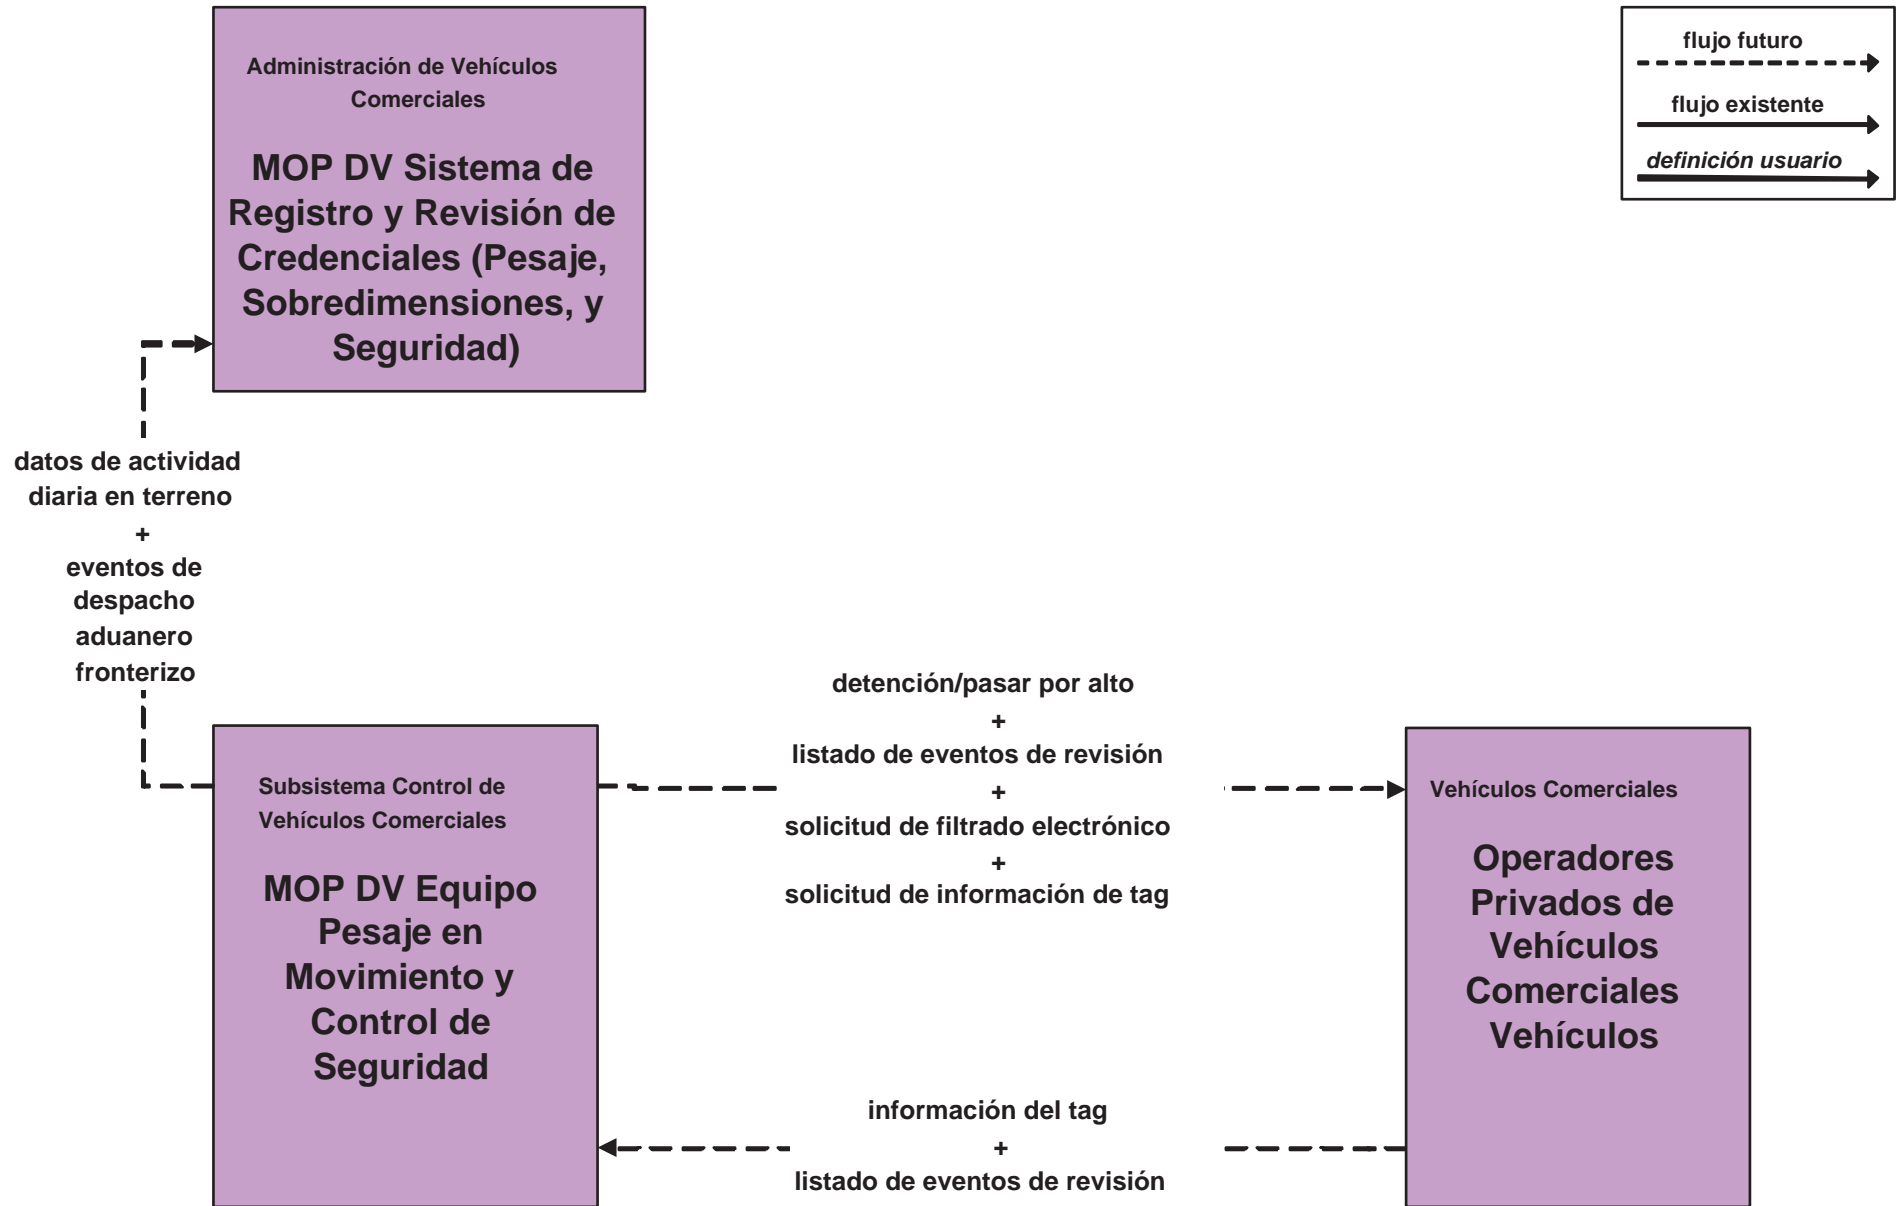 Administración de Vehículos
Comerciales
MOP DV Sistema de
Registro y Revisión de
Credenciales (Pesaje,
Sobredimensiones, y
Seguridad)
flujo futuro
flujo existente
definición usuario
datos de actividad
diaria en terreno
+
eventos de
despacho
aduanero
fronterizo
Subsistema Control de
Vehículos Comerciales
MOP DV Equipo
Pesaje en
Movimiento y
Control de
Seguridad
detención/pasar por alto
+
listado de eventos de revisión
+
solicitud de filtrado electrónico
+
solicitud de información de tag
Vehículos Comerciales
Operadores
Privados de
Vehículos
Comerciales
Vehículos
información del tag
+
listado de eventos de revisión